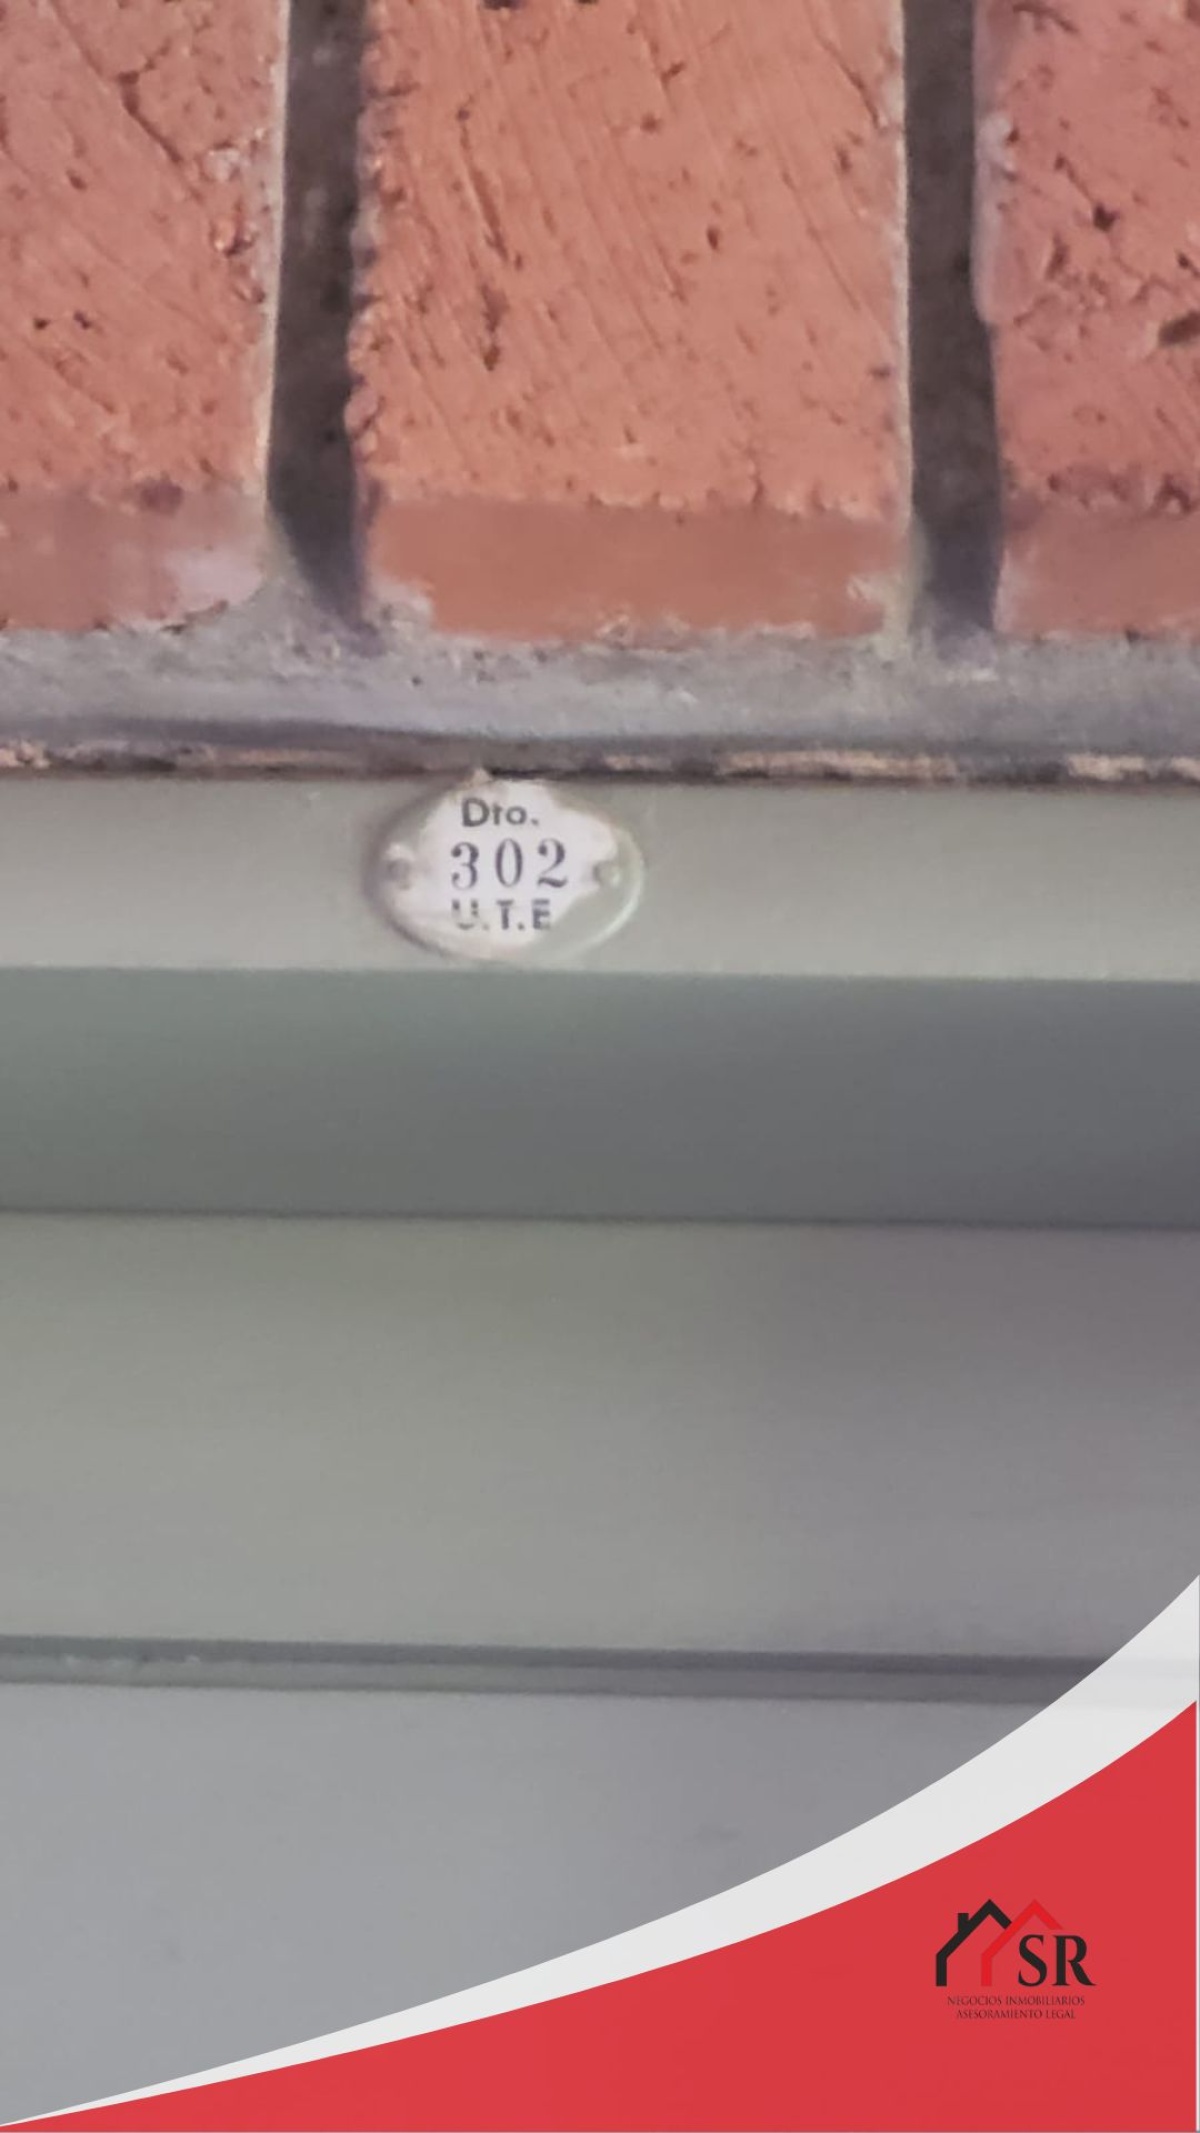 Dto.
302
U.T.E
SR
NEGOCIOS INMOBILIARIOS
ASESORAMIENTO LEGAL